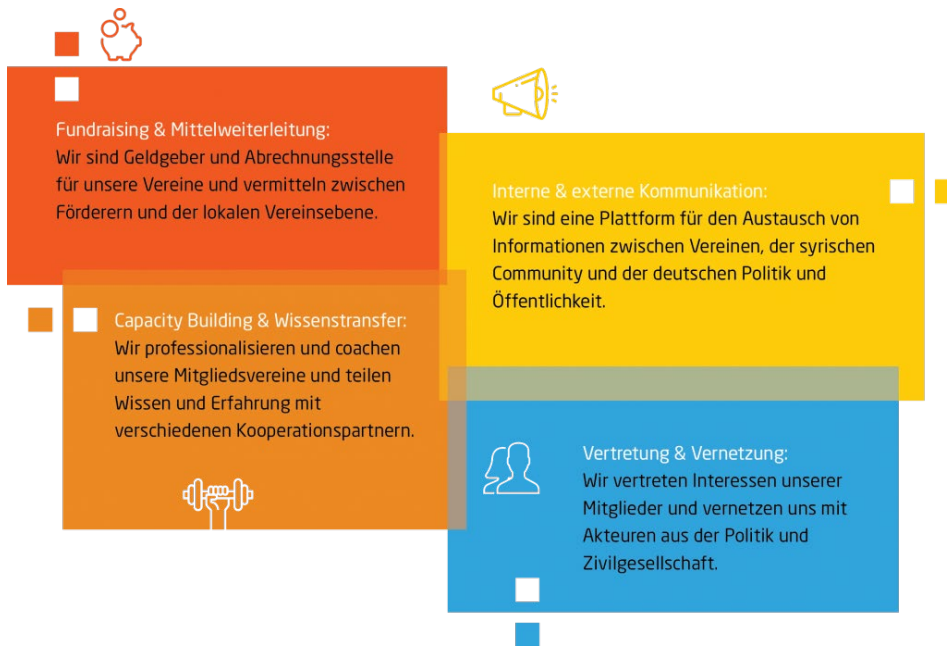 Fundraising & Mittelweiterleitung:
Wir sind Geldgeber und Abrechnungsstelle
für unsere Vereine und vermitteln zwischen
Förderern und der lokalen Vereinsebene.
Interne & externe Kommunikation:
Wir sind eine Plattform für den Austausch von
Informationen zwischen Vereinen, der syrischen
Community und der deutschen Politik und
Öffentlichkeit.
Capacity Building & Wissenstransfer:
Wir professionalisieren und coachen
unsere Mitgliedsvereine und teilen
Wissen und Erfahrung mit
verschiedenen Kooperationspartnern.
Vertretung & Vernetzung:
Wir vertreten Interessen unserer
Mitglieder und vernetzen uns mit
Akteuren aus der Politik und
Zivilgesellschaft.